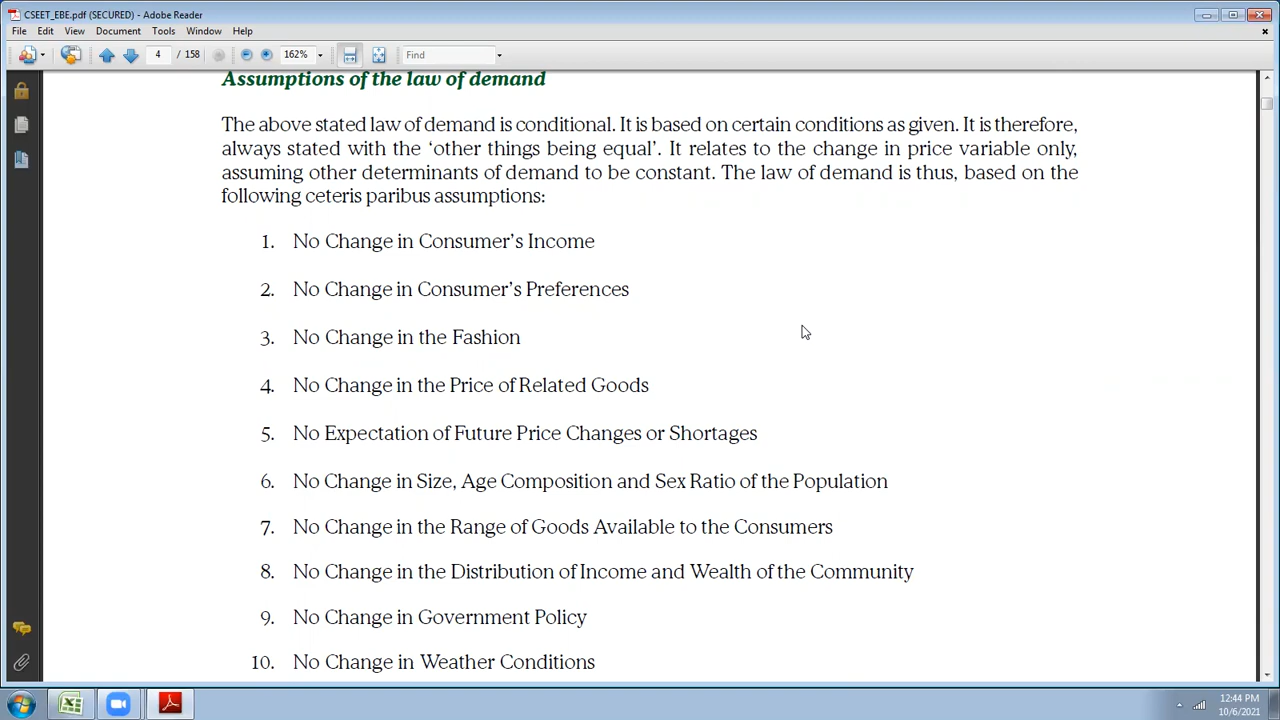 CSEET_EBE.pdf (SECURED) - Adobe Reader
File Edit View Document Tools Window Help
4 / 158 162% Find
Assumptions of the law of demand
The above stated law of demand is conditional. It is based on certain conditions as given. It is therefore,
always stated with the ‘other things being equal’. It relates to the change in price variable only,
assuming other determinants of demand to be constant. The law of demand is thus, based on the
following ceteris paribus assumptions:
1. No Change in Consumer’s Income
2. No Change in Consumer’s Preferences
3. No Change in the Fashion
4. No Change in the Price of Related Goods
5. No Expectation of Future Price Changes or Shortages
6. No Change in Size, Age Composition and Sex Ratio of the Population
7. No Change in the Range of Goods Available to the Consumers
8. No Change in the Distribution of Income and Wealth of the Community
9. No Change in Government Policy
10. No Change in Weather Conditions
12:44 PM
10/6/2021